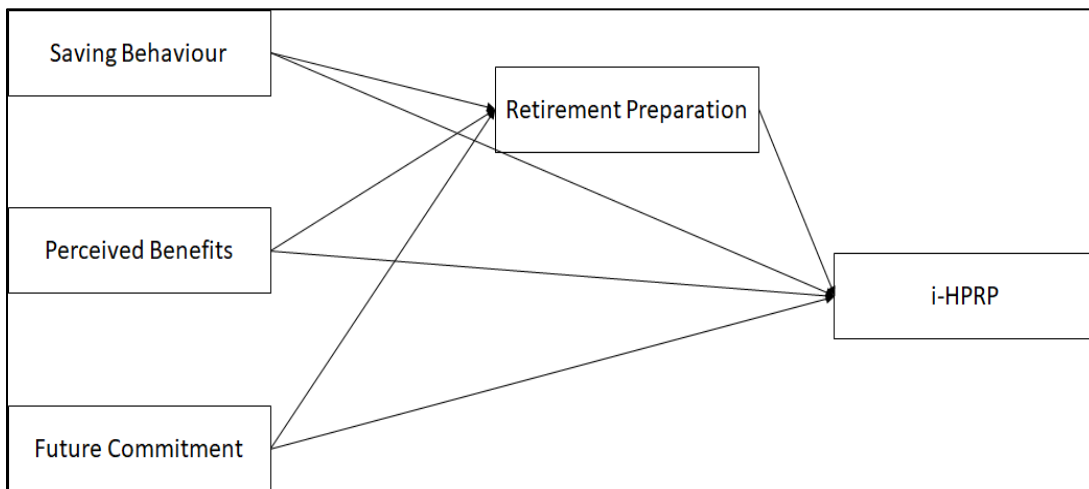 Saving Behaviour
Retirement Preparation
Perceived Benefits
i-HPRP
Future Commitment